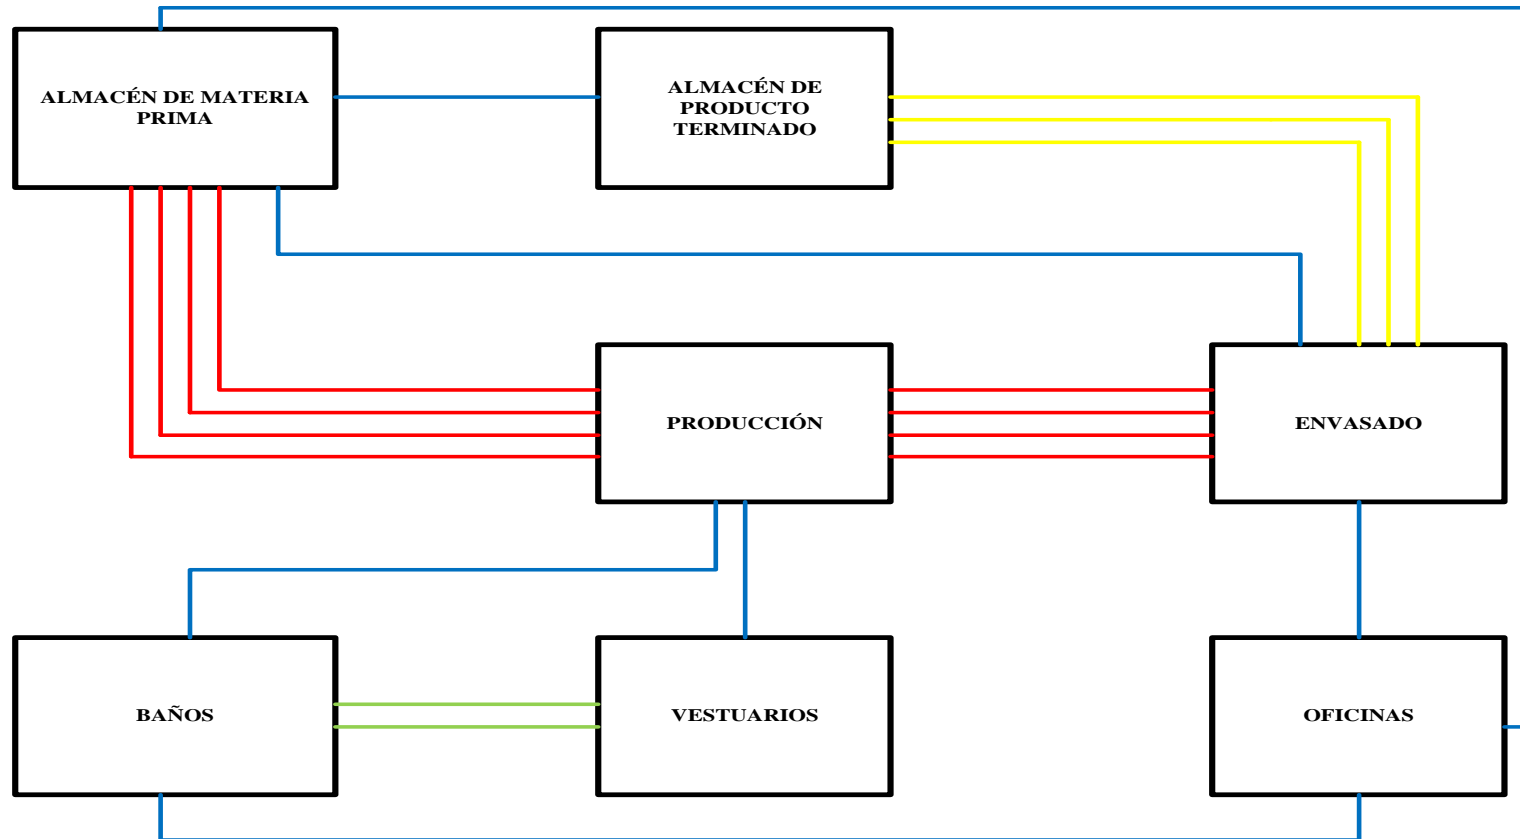 ALMACÉN DE MATERIA
PRIMA
ALMACÉN DE
PRODUCTO
TERMINADO
PRODUCCIÓN
ENVASADO
BAÑOS
VESTUARIOS
OFICINAS